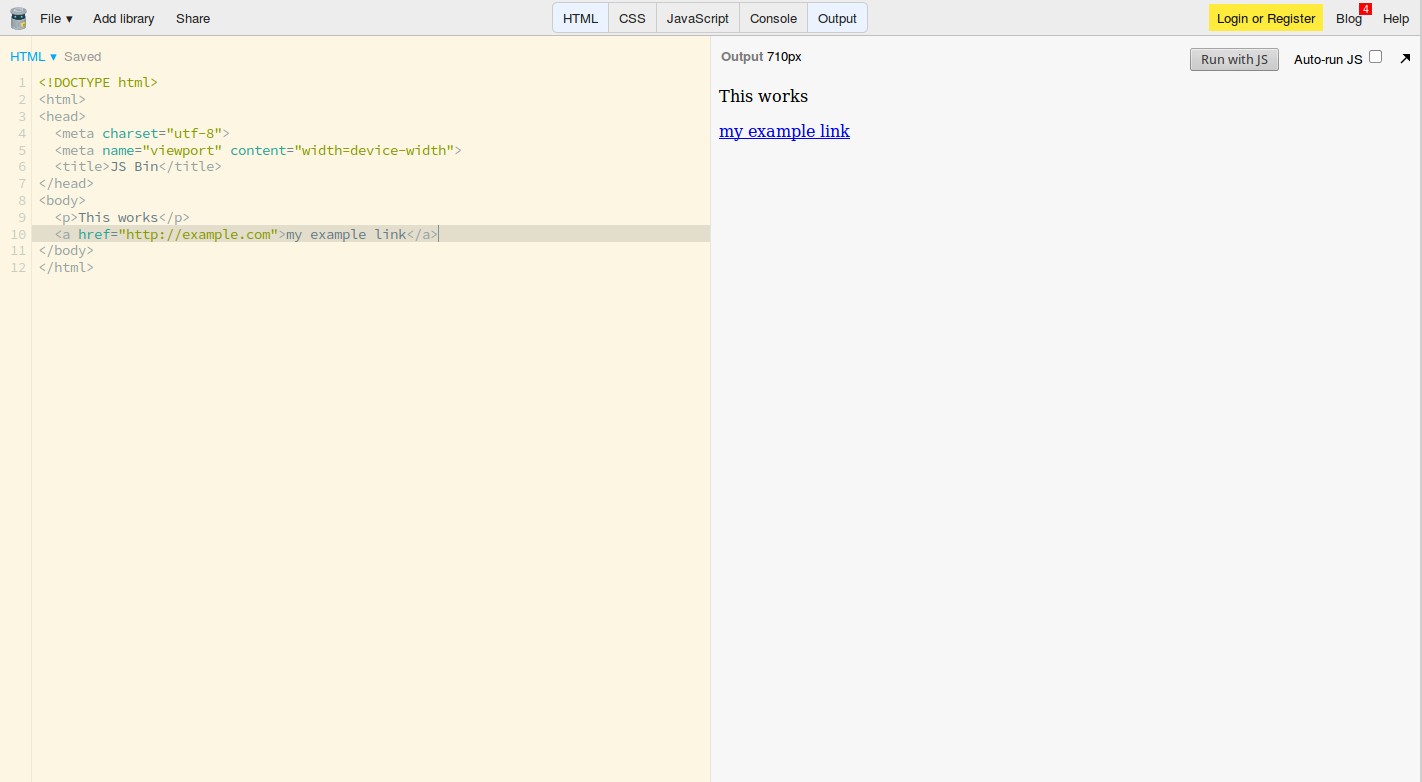 File ▾ Add library Share HTML CSS JavaScript Console Output Login or Register Blog 4 Help
HTML ▾ Saved
1 <!DOCTYPE html>
2 <html>
3 <head>
4   <meta charset="utf-8">
5   <meta name="viewport" content="width=device-width">
6   <title>JS Bin</title>
7 </head>
8 <body>
9   <p>This works</p>
10   <a href="http://example.com">my example link</a>
11 </body>
12 </html>
Output 710px Run with JS Auto-run JS
This works
my example link